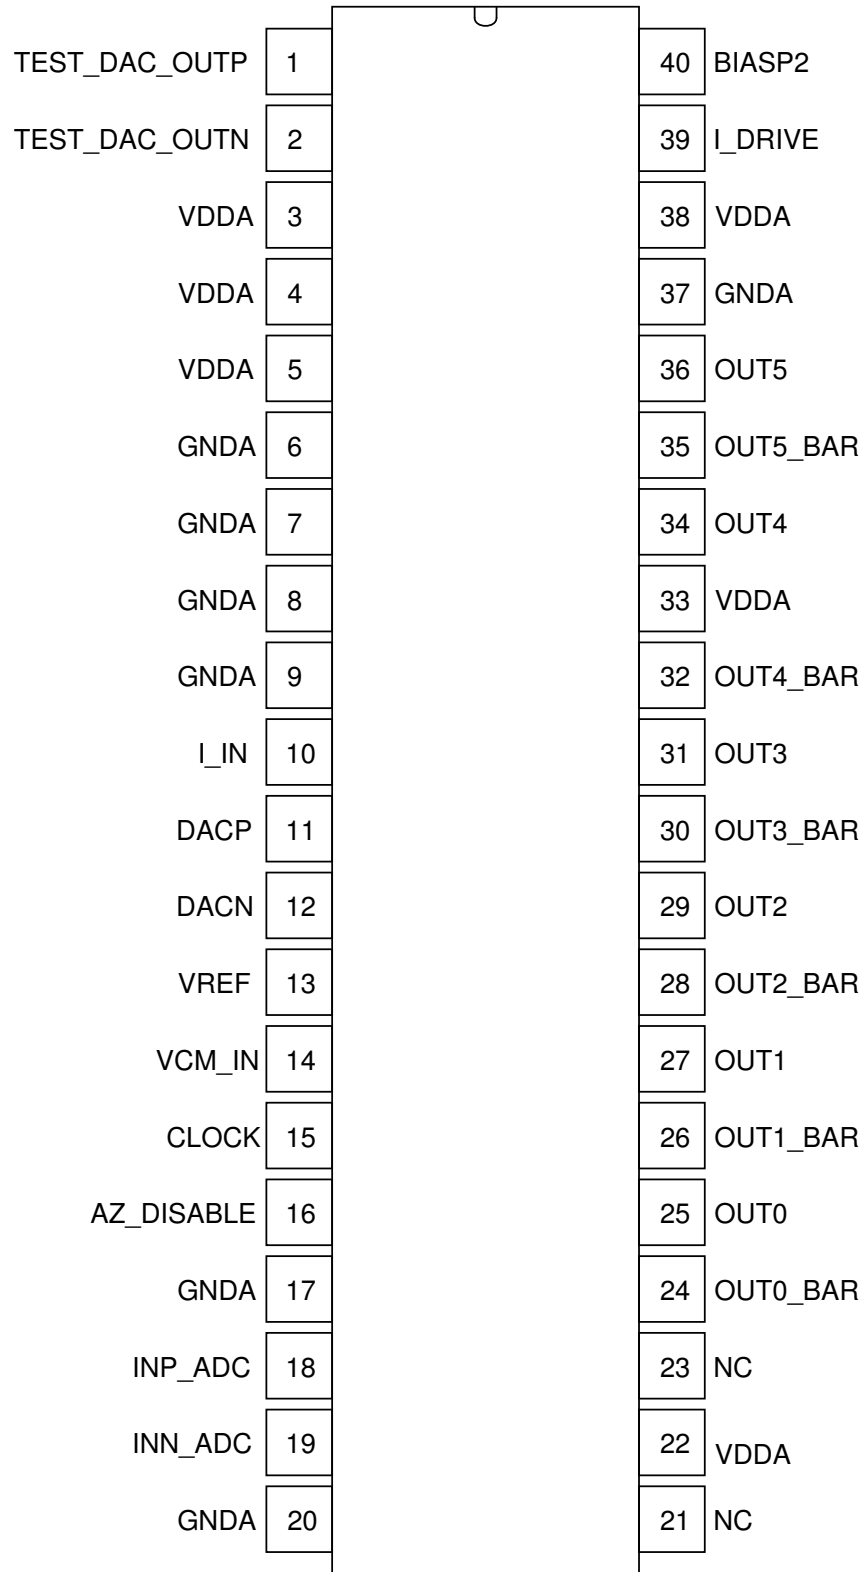 TEST_DAC_OUTP 1 40 BIASP2
TEST_DAC_OUTN 2 39 I_DRIVE
VDDA 3 38 VDDA
VDDA 4 37 GNDA
VDDA 5 36 OUT5
GNDA 6 35 OUT5_BAR
GNDA 7 34 OUT4
GNDA 8 33 VDDA
GNDA 9 32 OUT4_BAR
I_IN 10 31 OUT3
DACP 11 30 OUT3_BAR
DACN 12 29 OUT2
VREF 13 28 OUT2_BAR
VCM_IN 14 27 OUT1
CLOCK 15 26 OUT1_BAR
AZ_DISABLE 16 25 OUT0
GNDA 17 24 OUT0_BAR
INP_ADC 18 23 NC
INN_ADC 19 22 VDDA
GNDA 20 21 NC